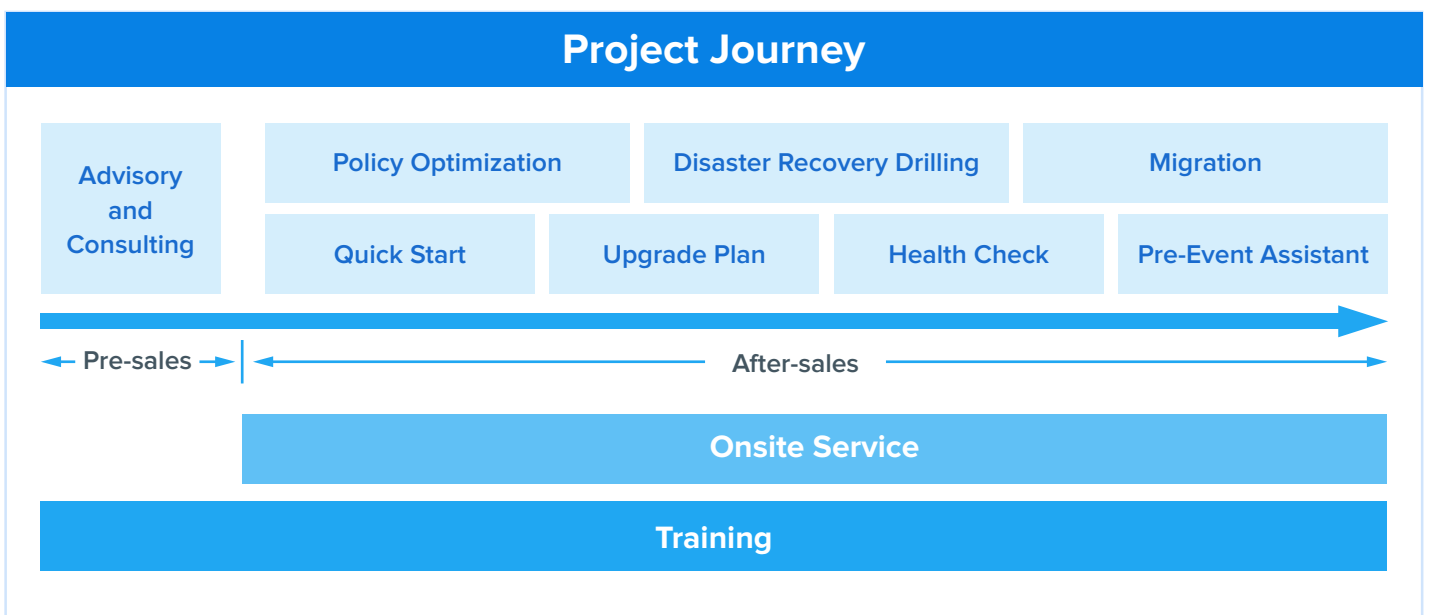 Project Journey
Advisory
and
Consulting
Policy Optimization
Disaster Recovery Drilling
Migration
Quick Start
Upgrade Plan
Health Check
Pre-Event Assistant
Pre-sales
After-sales
Onsite Service
Training